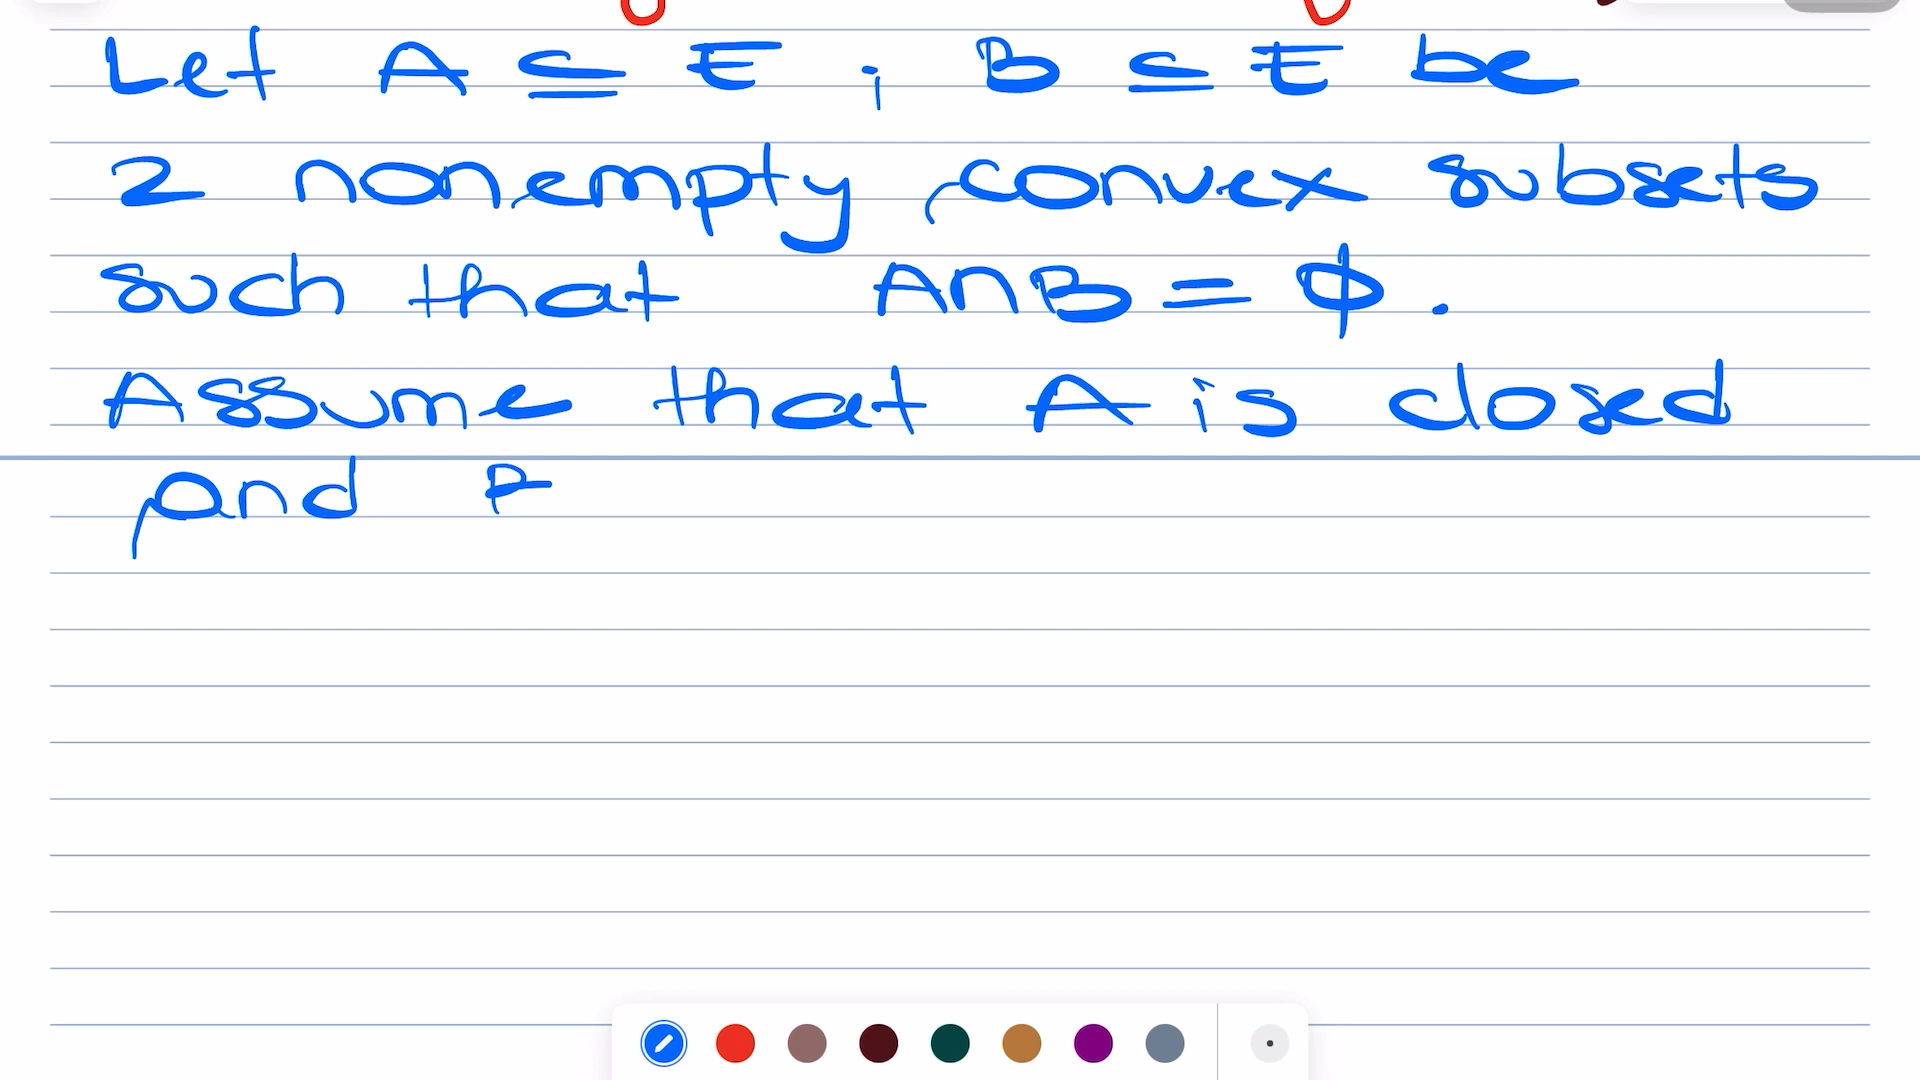 Let A ⊆ E , B ⊆ E be
2 nonempty convex subsets
such that A∩B = ϕ .
Assume that A is closed
and